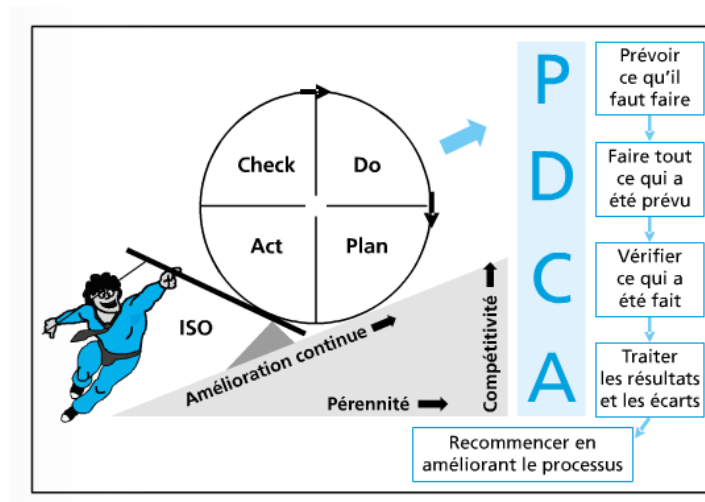 Check
Do
Act
Plan
ISO
Amélioration continue
Pérennité
Compétitivité
P
D
C
A
Prévoir
ce qu'il
faut faire
Faire tout
ce qui a
été prévu
Vérifier
ce qui a
été fait
Traiter
les résultats
et les écarts
Recommencer en
améliorant le processus